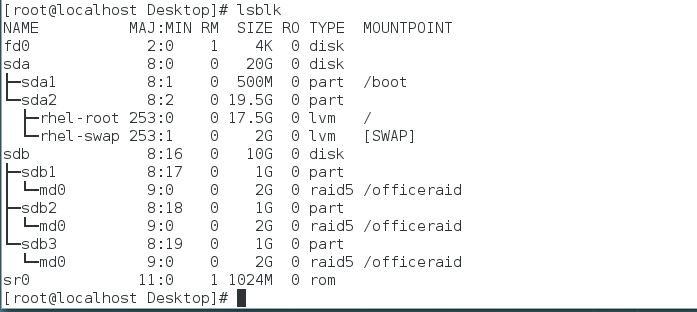 [root@localhost Desktop]# lsblk
NAME          MAJ:MIN RM  SIZE RO TYPE  MOUNTPOINT
fd0             2:0    1    4K  0 disk
sda             8:0    0   20G  0 disk
├─sda1          8:1    0  500M  0 part  /boot
└─sda2          8:2    0 19.5G  0 part
  ├─rhel-root 253:0    0 17.5G  0 lvm   /
  └─rhel-swap 253:1    0    2G  0 lvm   [SWAP]
sdb             8:16   0   10G  0 disk
├─sdb1          8:17   0    1G  0 part
│ └─md0         9:0    0    2G  0 raid5 /officeraid
├─sdb2          8:18   0    1G  0 part
│ └─md0         9:0    0    2G  0 raid5 /officeraid
└─sdb3          8:19   0    1G  0 part
  └─md0         9:0    0    2G  0 raid5 /officeraid
sr0            11:0    1 1024M  0 rom
[root@localhost Desktop]#